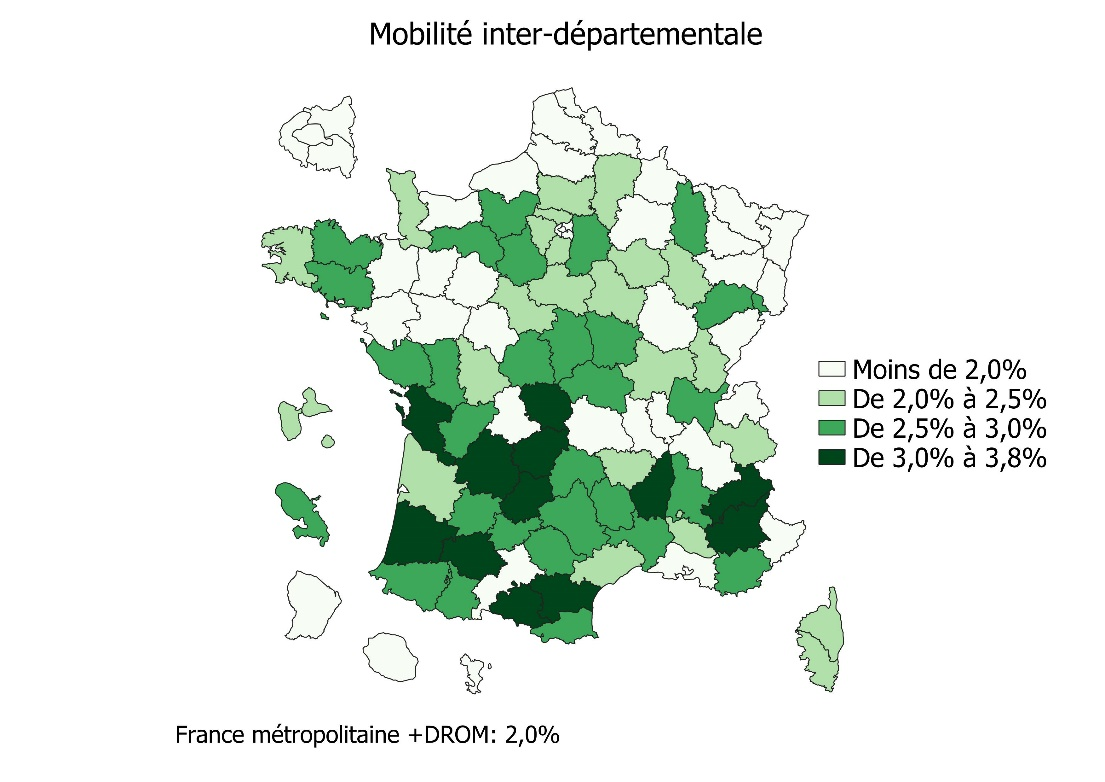 Mobilité inter-départementale
Moins de 2,0%
De 2,0% à 2,5%
De 2,5% à 3,0%
De 3,0% à 3,8%
France métropolitaine +DROM: 2,0%